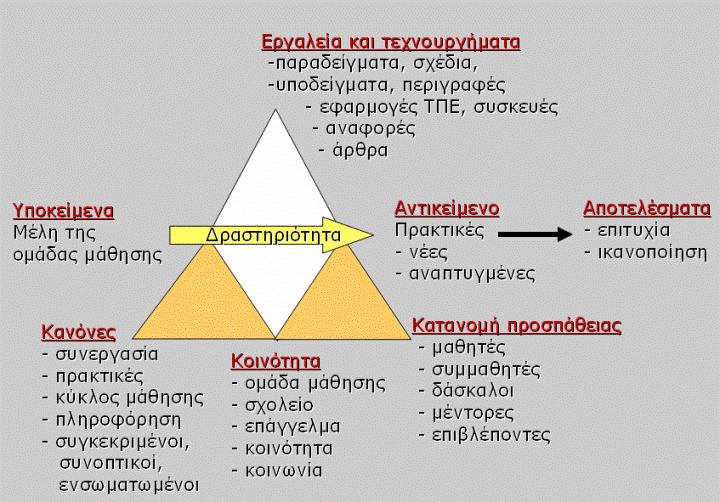 Εργαλεία και τεχνουργήματα
-παραδείγματα, σχέδια,
-υποδείγματα, περιγραφές
- εφαρμογές ΤΠΕ, συσκευές
- αναφορές
- άρθρα
Υποκείμενα
Μέλη της
ομάδας μάθησης
Δραστηριότητα
Αντικείμενο
Πρακτικές
- νέες
- αναπτυγμένες
Αποτελέσματα
- επιτυχία
- ικανοποίηση
Κανόνες
- συνεργασία
- πρακτικές
- κύκλος μάθησης
- πληροφόρηση
- συγκεκριμένοι,
συνοπτικοί,
ενσωματωμένοι
Κοινότητα
- ομάδα μάθησης
- σχολείο
- επάγγελμα
- κοινότητα
- κοινωνία
Κατανομή προσπάθειας
- μαθητές
- συμμαθητές
- δάσκαλοι
- μέντορες
- επιβλέποντες